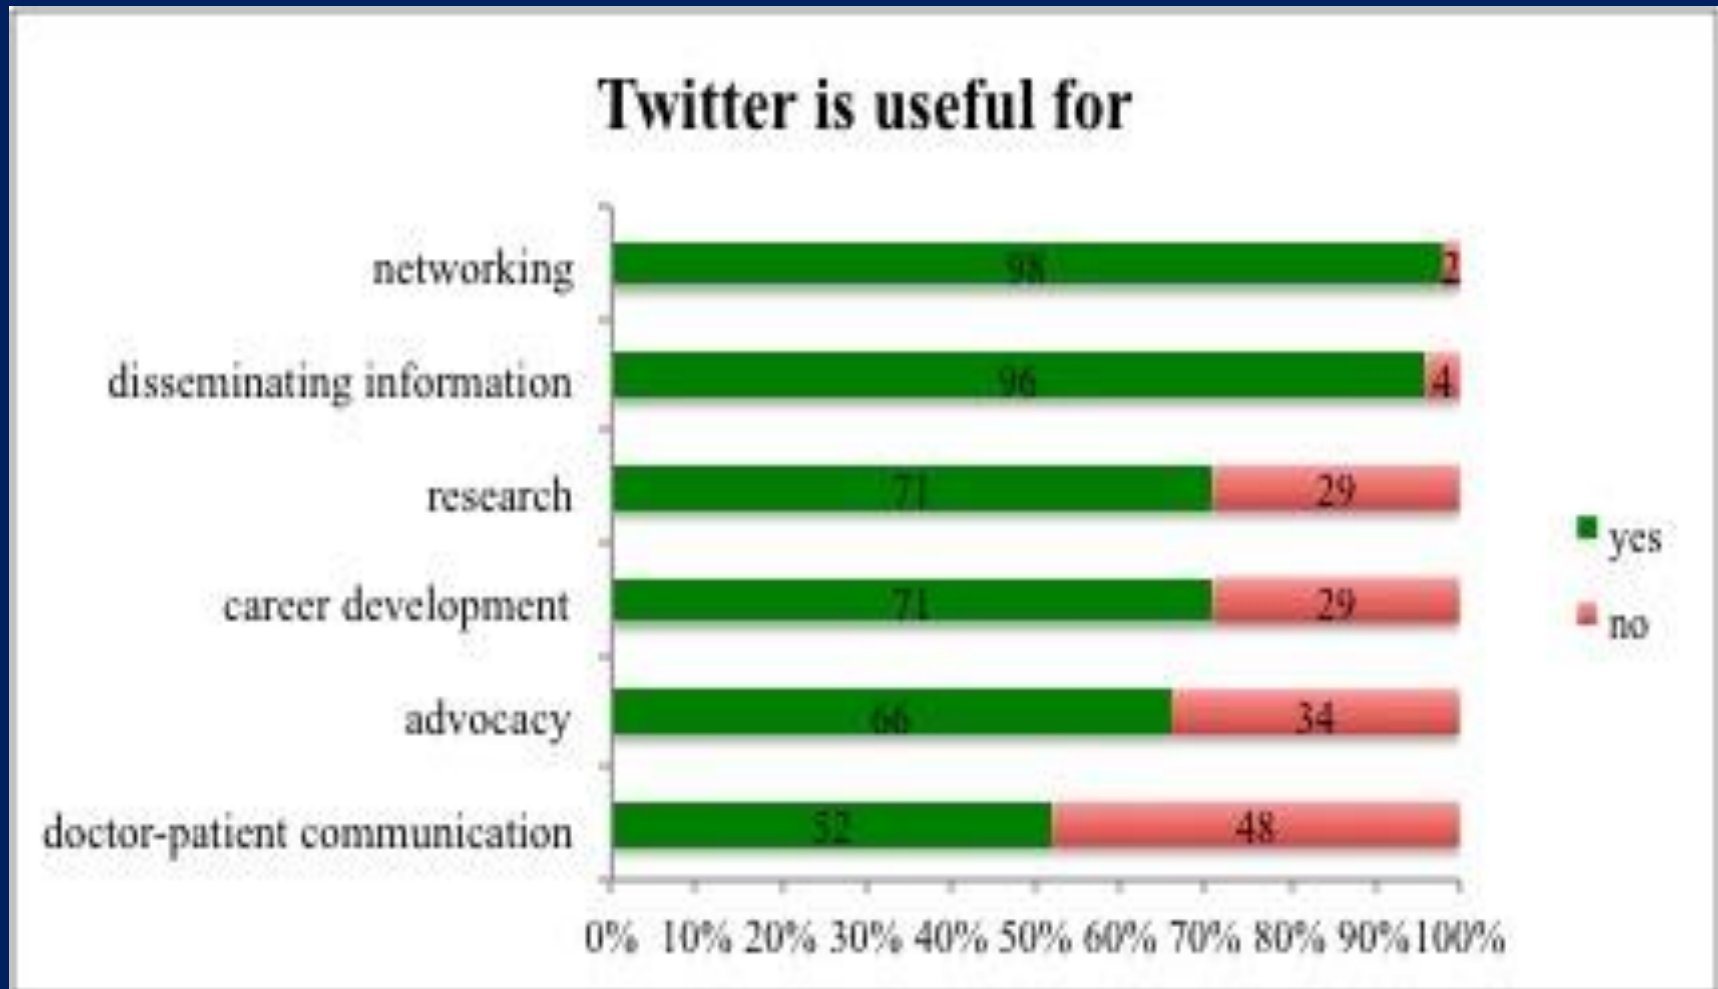 Twitter is useful for
networking 98 2
disseminating information 96 4
research 71 29
career development 71 29
advocacy 66 34
doctor-patient communication 52 48
0% 10% 20% 30% 40% 50% 60% 70% 80% 90% 100%
yes
no